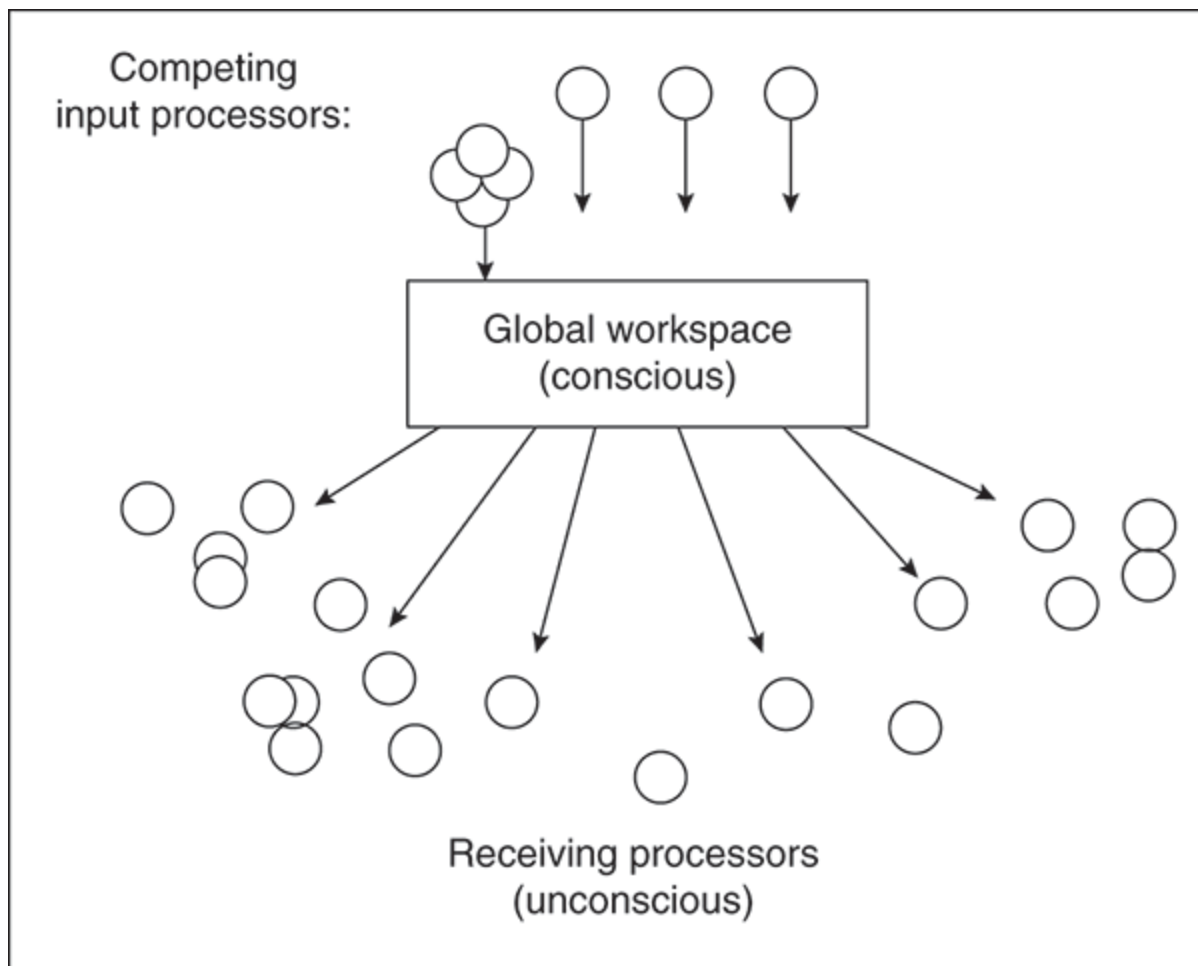 Competing
input processors:
Global workspace
(conscious)
Receiving processors
(unconscious)